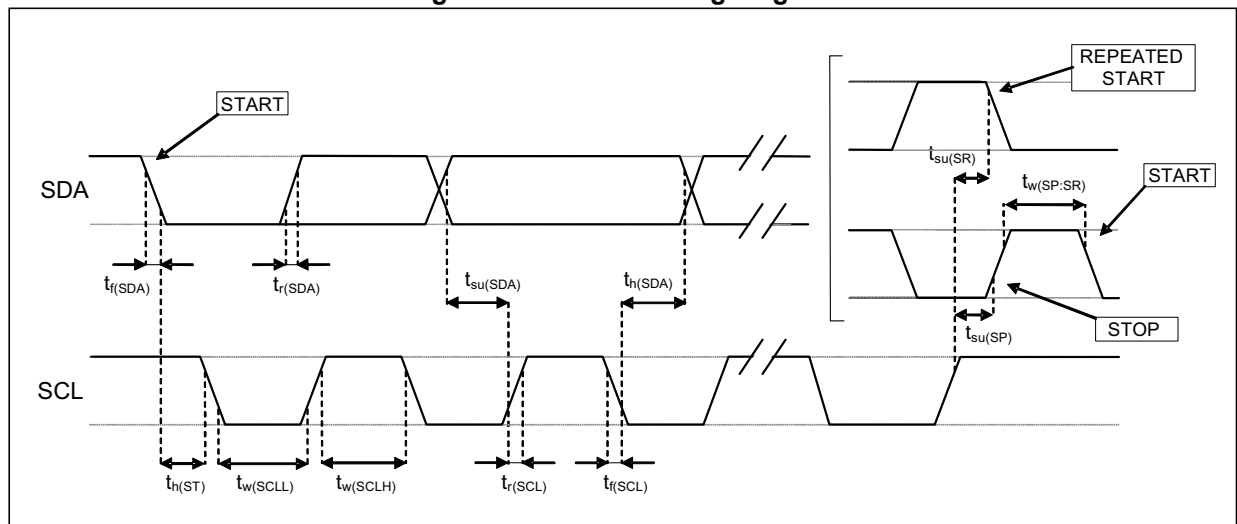 REPEATED
START
START
t_su(SR)
START
SDA
t_w(SP:SR)
t_f(SDA)
t_r(SDA)
t_su(SDA)
t_h(SDA)
t_su(SP)
STOP
SCL
t_h(ST)
t_w(SCLL)
t_w(SCLH)
t_r(SCL)
t_f(SCL)